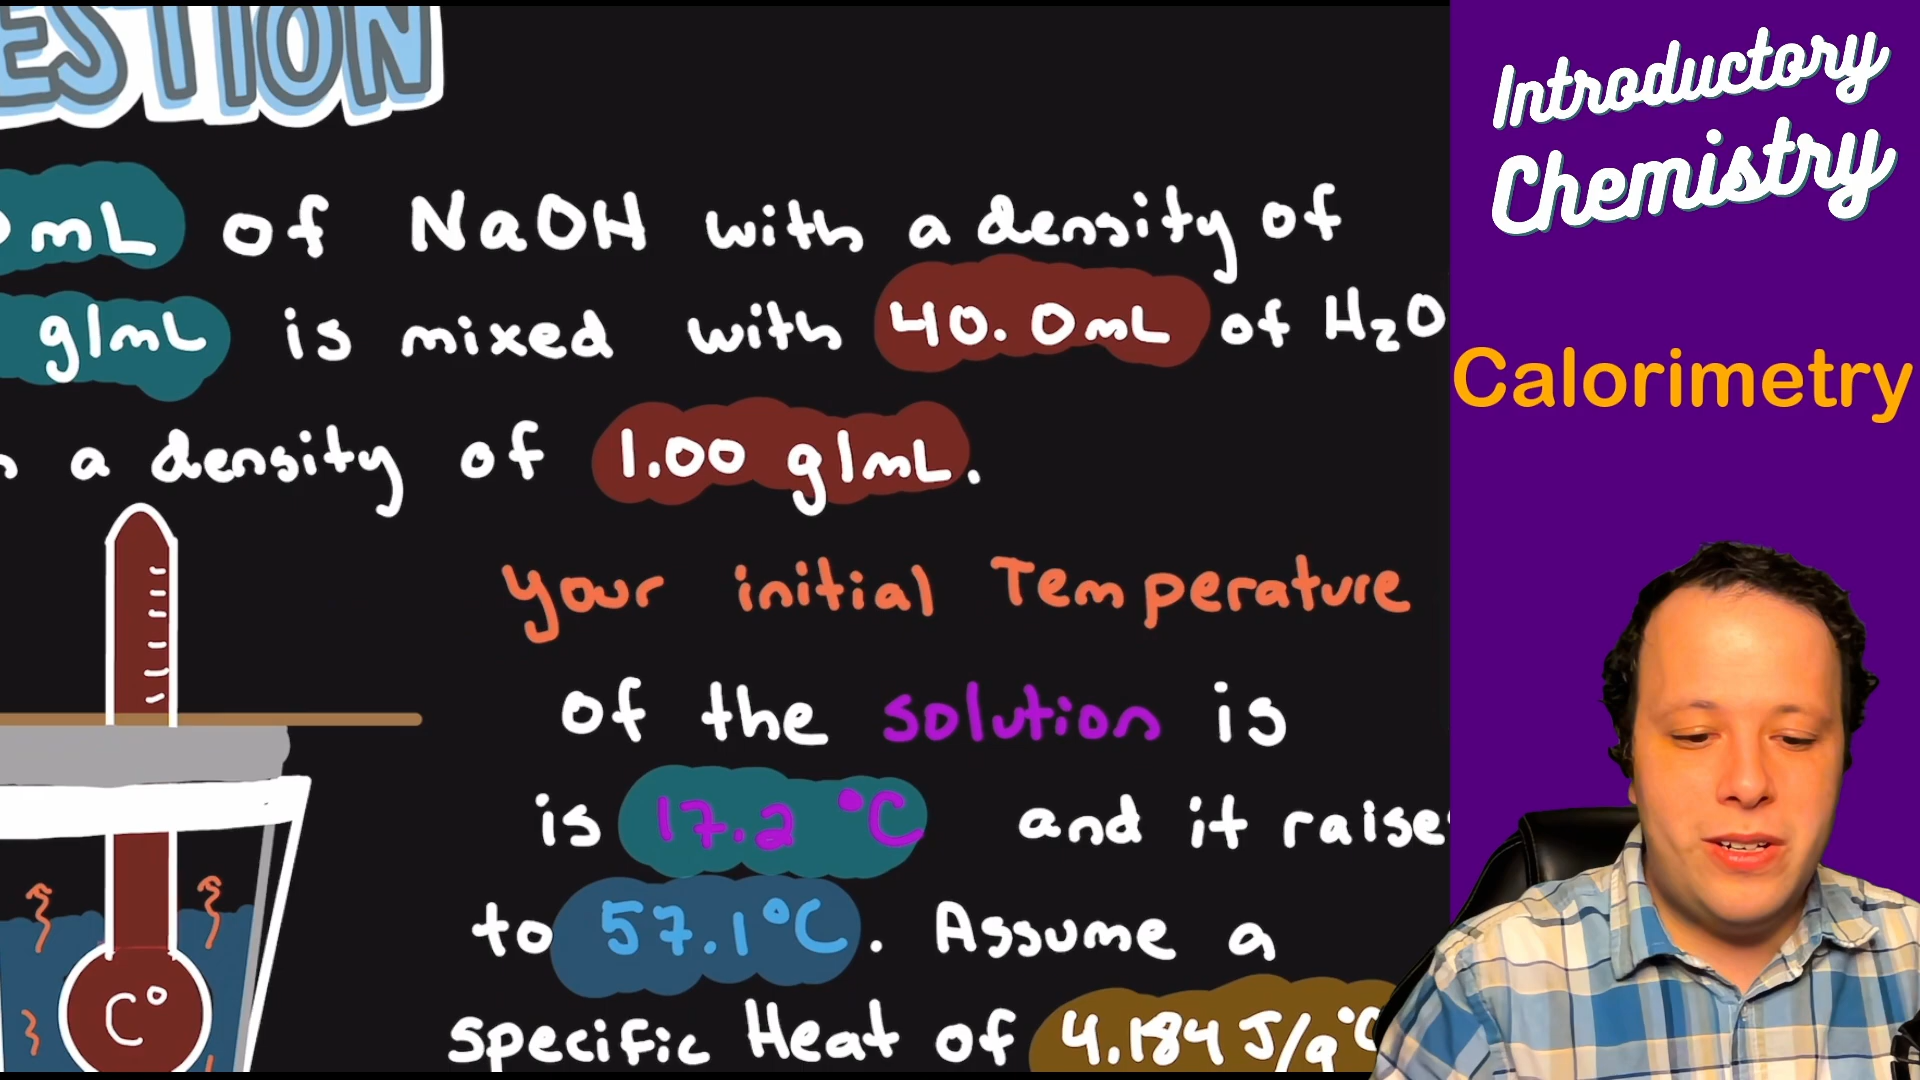 ESTION
mL of NaOH with a density of
g/mL is mixed with 40.0mL of H2O
a density of 1.00 g/mL.
your initial Temperature
of the solution is
is 17.2 °C and it raise
to 57.1°C. Assume a
specific Heat of 4.184 J/g°C
C°
Introductory
Chemistry
Calorimetry